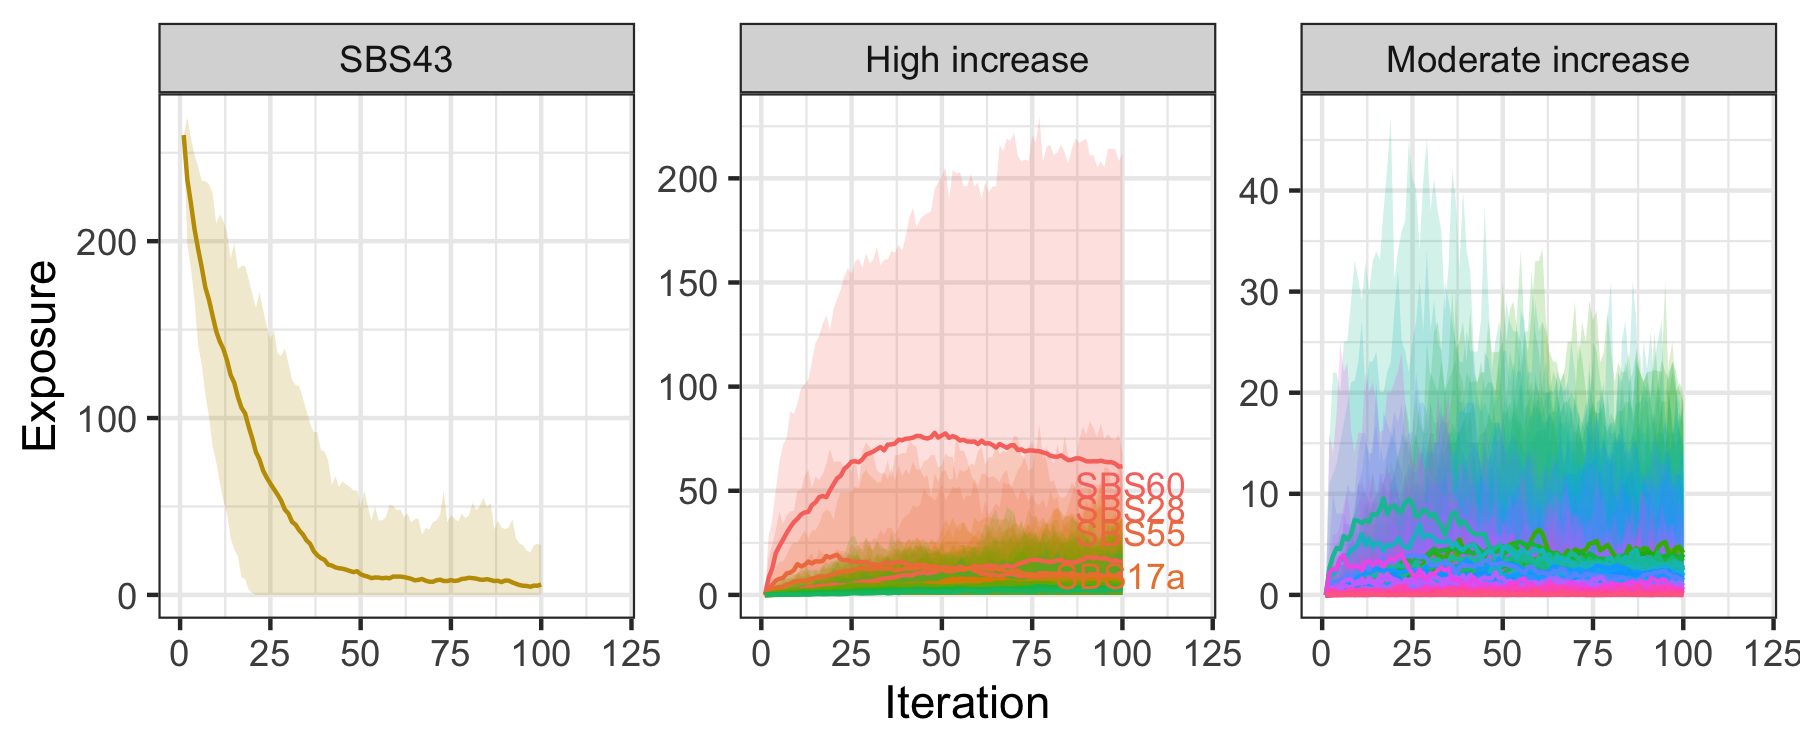 SBS43
High increase
Moderate increase
Exposure
200
100
0
200
150
100
50
0
40
30
20
10
0
SBS60
SBS28
SBS55
SBS17a
0 25 50 75 100 125
0 25 50 75 100 125
0 25 50 75 100 125
Iteration